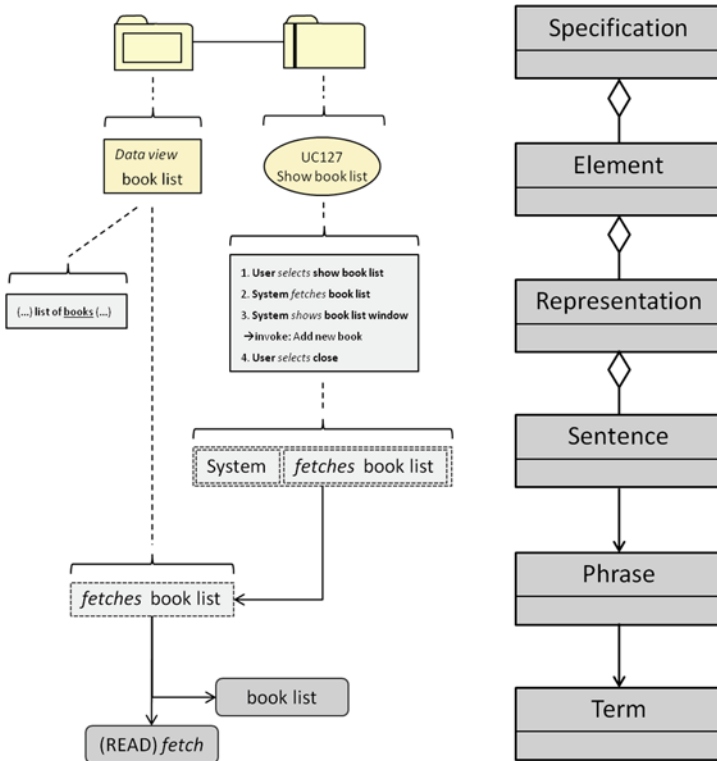 Data view
book list
UC127
Show book list
(...) list of books (...)
1. User selects show book list
2. System fetches book list
3. System shows book list window
→invoke: Add new book
4. User selects close
System fetches book list
fetches book list
book list
(READ) fetch
Specification
Element
Representation
Sentence
Phrase
Term